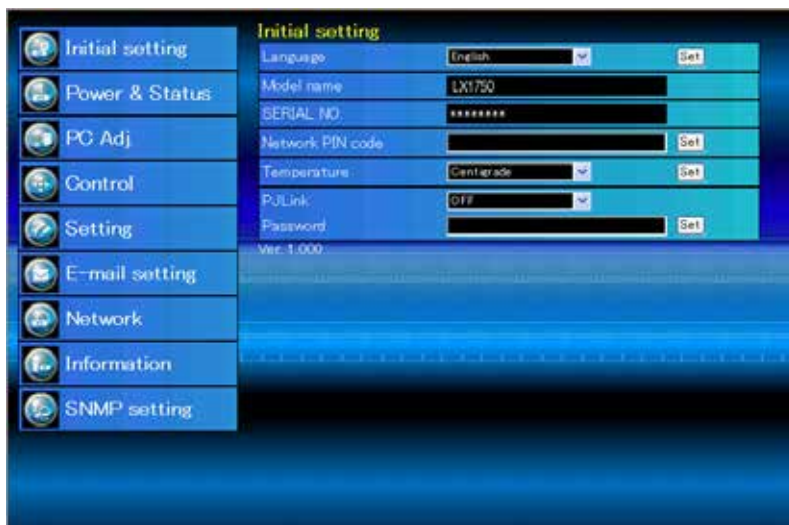 Initial setting
Power & Status
PC Adj.
Control
Setting
E-mail setting
Network
Information
SNMP setting
Initial setting
Language English Set
Model name LX1750
SERIAL NO. ********
Network PIN code Set
Temperature Centigrade Set
PJLink OFF
Password Set
Ver. 1.000